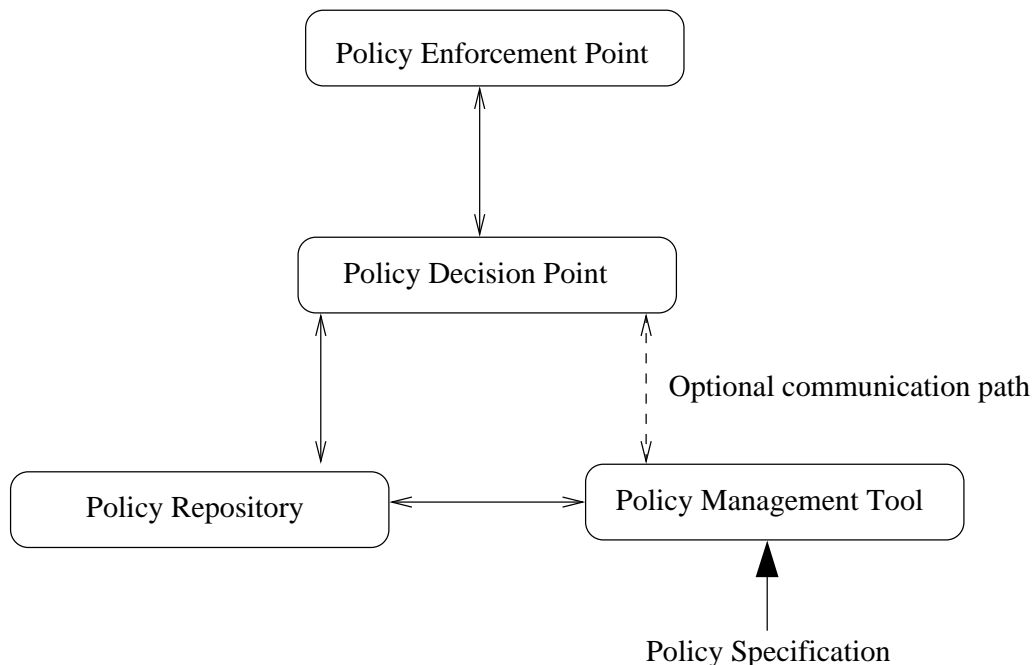 Policy Enforcement Point
Policy Decision Point
Optional communication path
Policy Repository
Policy Management Tool
Policy Specification